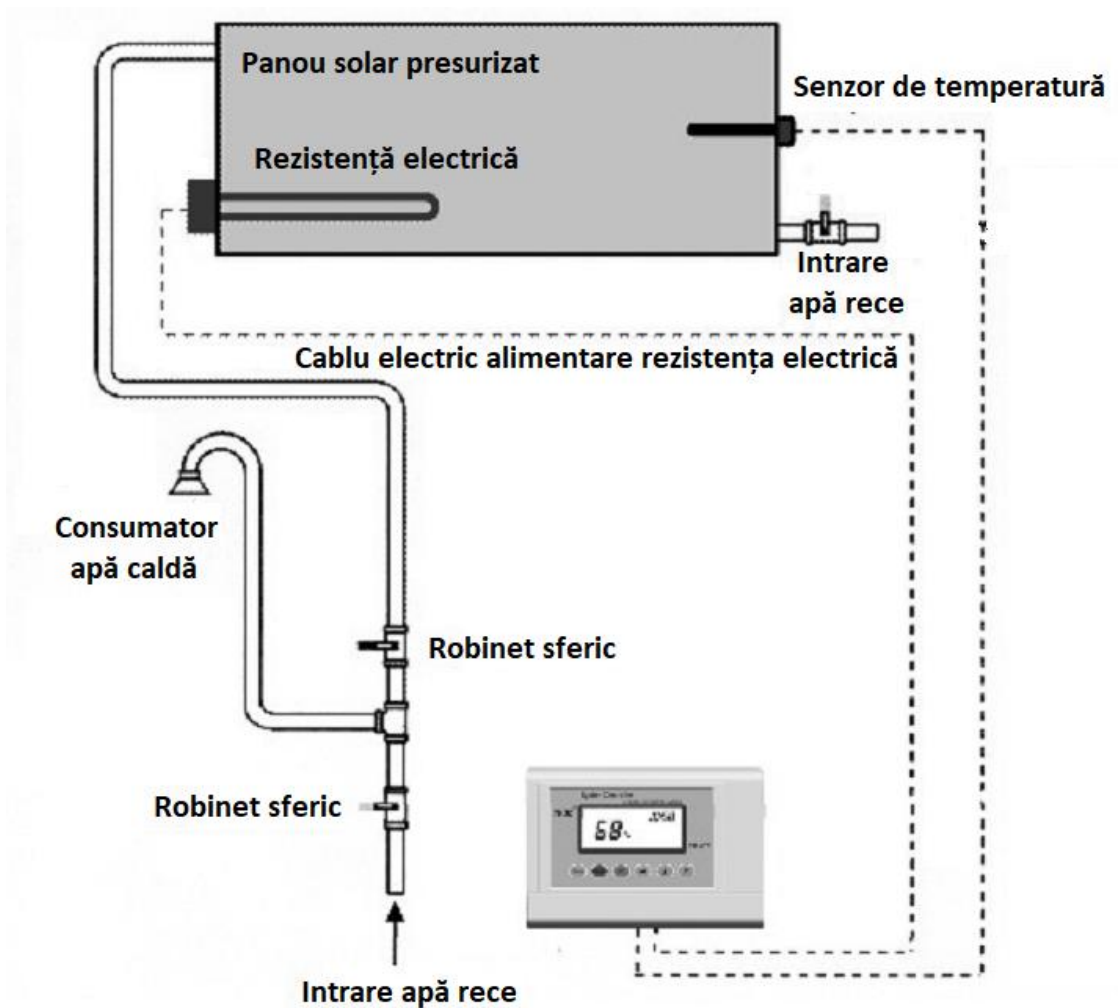 Panou solar presurizat
Senzor de temperatură
Rezistență electrică
Intrare
apă rece
Cablu electric alimentare rezistența electrică
Consumator
apă caldă
Robinet sferic
Robinet sferic
68
Intrare apă rece